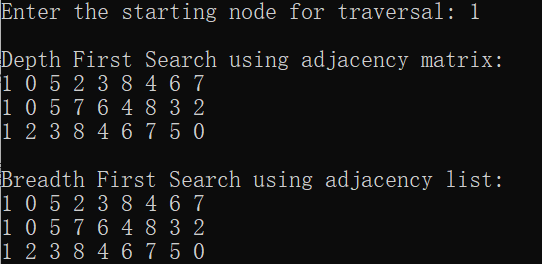 Enter the starting node for traversal: 1
Depth First Search using adjacency matrix:
1 0 5 2 3 8 4 6 7
1 0 5 7 6 4 8 3 2
1 2 3 8 4 6 7 5 0
Breadth First Search using adjacency list:
1 0 5 2 3 8 4 6 7
1 0 5 7 6 4 8 3 2
1 2 3 8 4 6 7 5 0